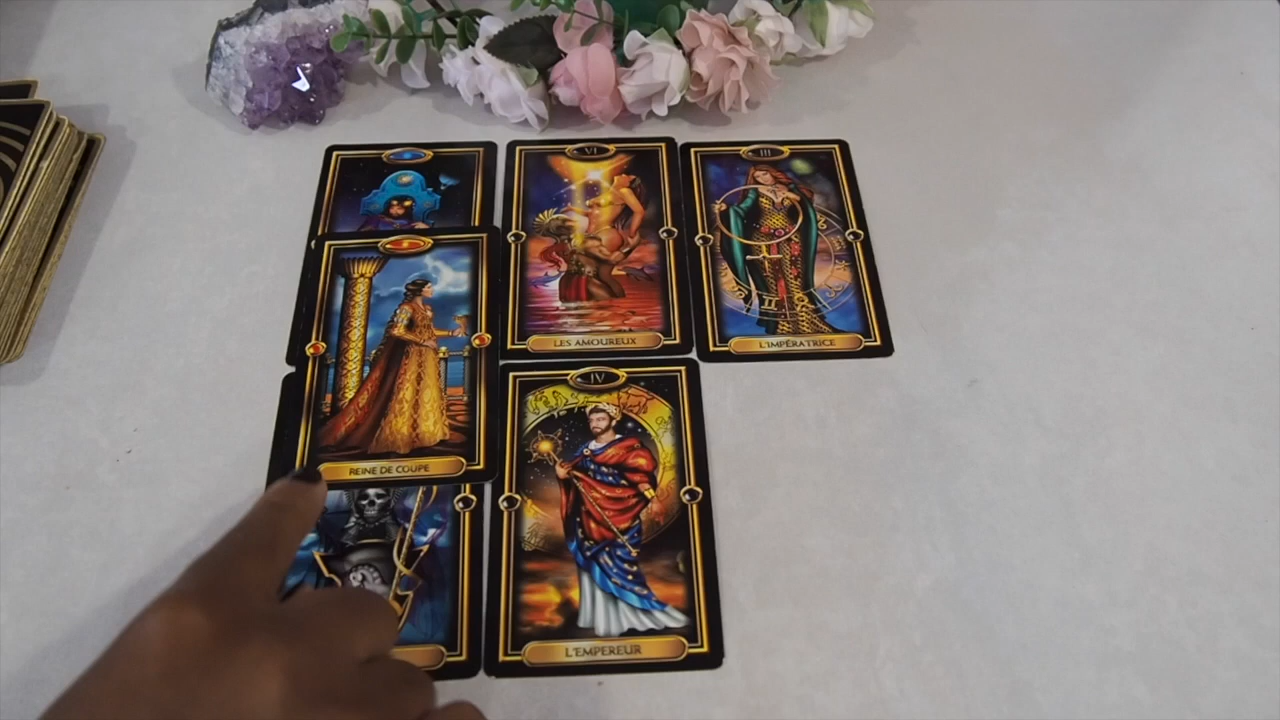 VI
LES AMOUREUX
III
L'IMPÉRATRICE
REINE DE COUPE
IV
L'EMPEREUR